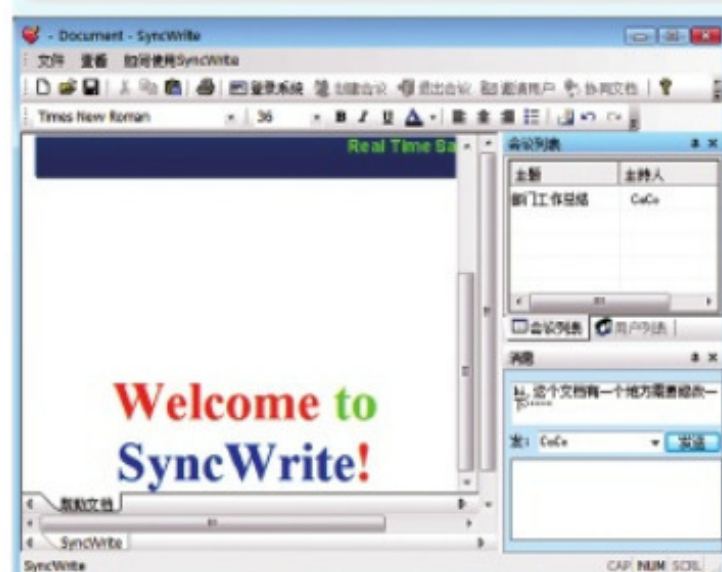 - Document - SyncWrite
文件 查看 如何使用SyncWrite
登录系统 创建会议 退出会议 邀请用户 协同文档
Times New Roman 36 B I U A
Real Time Ba
Welcome to
SyncWrite!
帮助文档
SyncWrite
会议列表
主题 主持人
部门工作总结 CoCo
会议列表 用户列表
消息
hi, 这个文档有一个地方需要修改一
下······
发: CoCo 发送
SyncWrite CAP NUM SCRL